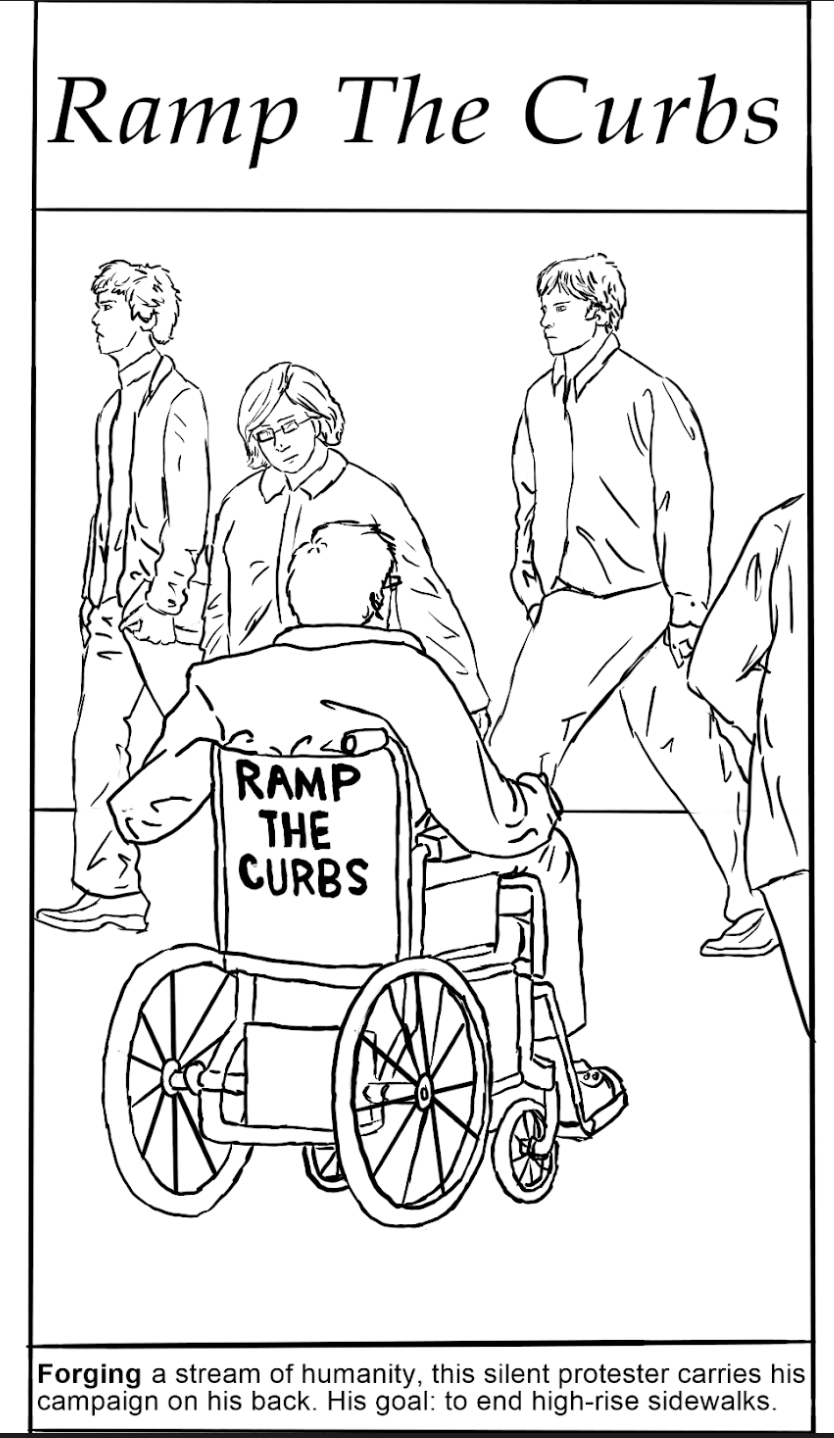 Ramp The Curbs
RAMP
THE
CURBS
Forging a stream of humanity, this silent protester carries his
campaign on his back. His goal: to end high-rise sidewalks.